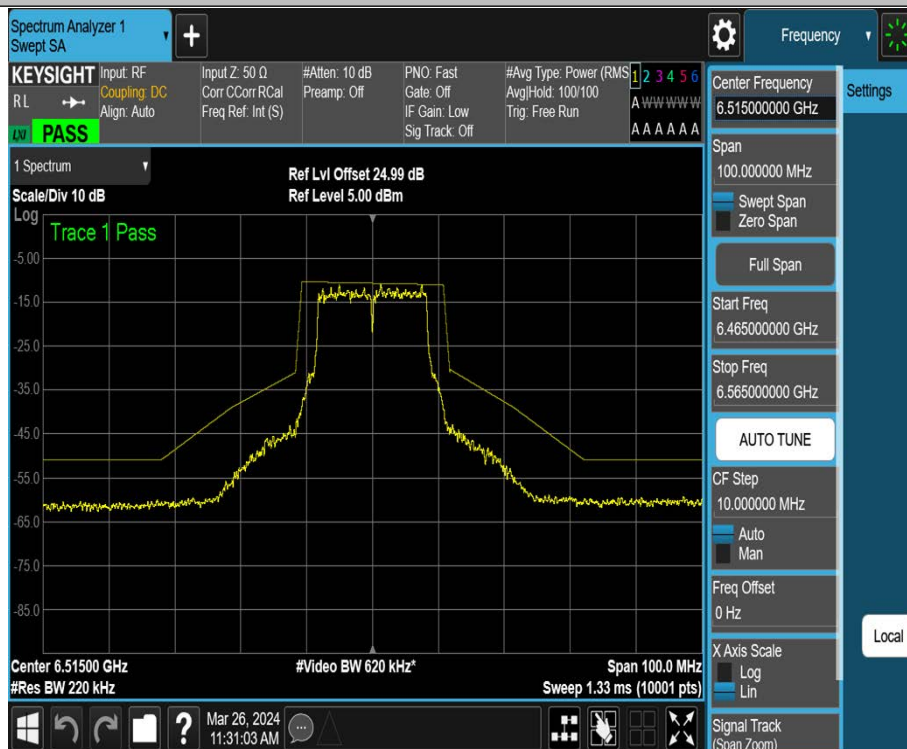 Spectrum Analyzer 1
Swept SA
Frequency
KEYSIGHT
RL
LXI
PASS
Input: RF
Coupling: DC
Align: Auto
Input Z: 50 Ω
Corr CCorr RCal
Freq Ref: Int (S)
#Atten: 10 dB
Preamp: Off
PNO: Fast
Gate: Off
IF Gain: Low
Sig Track: Off
#Avg Type: Power (RMS
Avg|Hold: 100/100
Trig: Free Run
1 2 3 4 5 6
A W W W W W
A A A A A A
1 Spectrum
Scale/Div 10 dB
Ref Lvl Offset 24.99 dB
Ref Level 5.00 dBm
Log
Trace 1 Pass
-5.00
-15.0
-25.0
-35.0
-45.0
-55.0
-65.0
-75.0
-85.0
Center 6.51500 GHz
#Res BW 220 kHz
#Video BW 620 kHz*
Span 100.0 MHz
Sweep 1.33 ms (10001 pts)
Center Frequency
6.515000000 GHz
Settings
Span
100.000000 MHz
Swept Span
Zero Span
Full Span
Start Freq
6.465000000 GHz
Stop Freq
6.565000000 GHz
AUTO TUNE
CF Step
10.000000 MHz
Auto
Man
Freq Offset
0 Hz
Local
X Axis Scale
Log
Lin
Signal Track
(Span Zoom)
?
Mar 26, 2024
11:31:03 AM